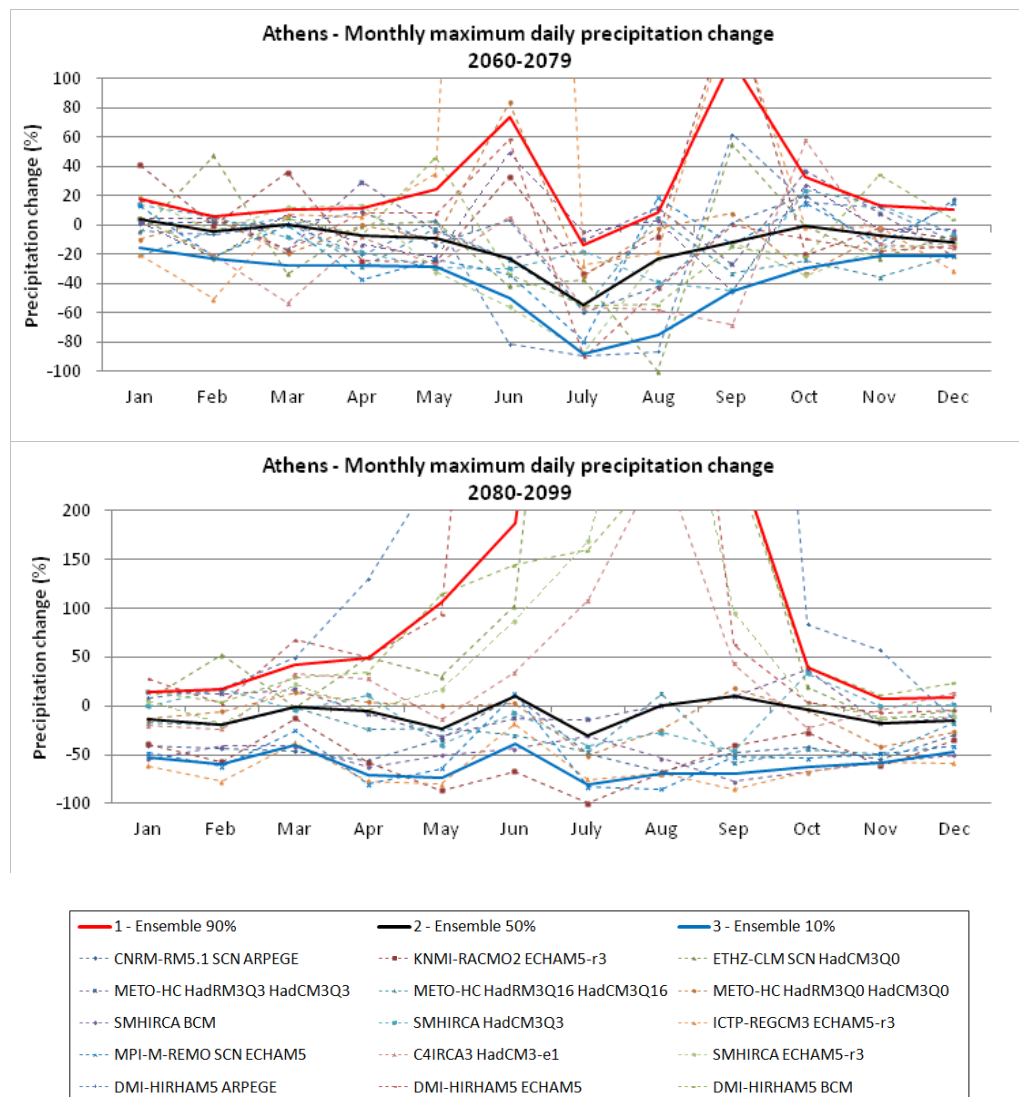 Athens - Monthly maximum daily precipitation change
2060-2079
Precipitation change (%)
100
80
60
40
20
0
-20
-40
-60
-80
-100
Jan Feb Mar Apr May Jun July Aug Sep Oct Nov Dec
Athens - Monthly maximum daily precipitation change
2080-2099
Precipitation change (%)
200
150
100
50
0
-50
-100
Jan Feb Mar Apr May Jun July Aug Sep Oct Nov Dec
1 - Ensemble 90% 2 - Ensemble 50% 3 - Ensemble 10%
CNRM-RM5.1 SCN ARPEGE KNMI-RACMO2 ECHAM5-r3 ETHZ-CLM SCN HadCM3Q0
METO-HC HadRM3Q3 HadCM3Q3 METO-HC HadRM3Q16 HadCM3Q16 METO-HC HadRM3Q0 HadCM3Q0
SMHIRCA BCM SMHIRCA HadCM3Q3 ICTP-REGCM3 ECHAM5-r3
MPI-M-REMO SCN ECHAM5 C4IRCA3 HadCM3-e1 SMHIRCA ECHAM5-r3
DMI-HIRHAM5 ARPEGE DMI-HIRHAM5 ECHAM5 DMI-HIRHAM5 BCM